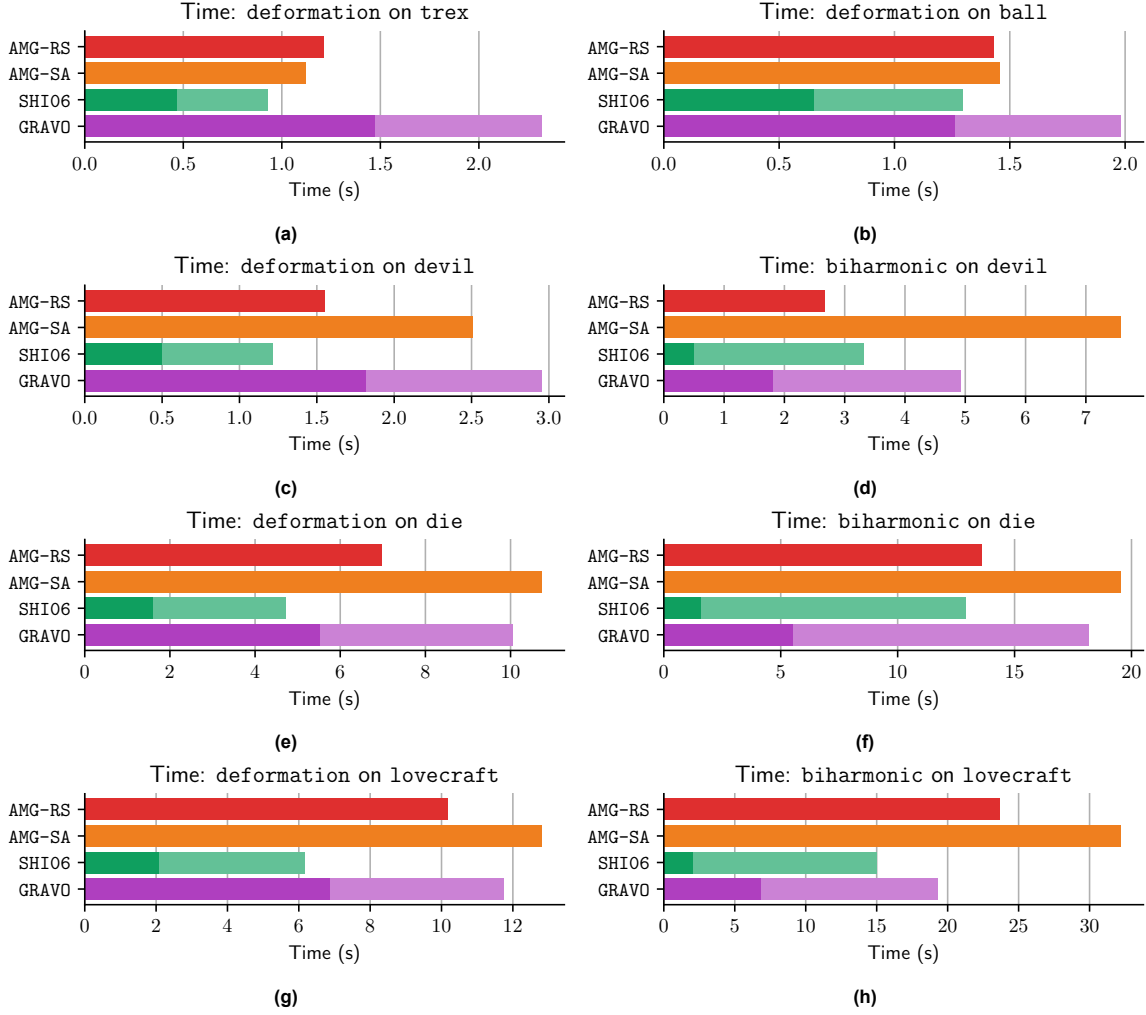 Time: deformation on trex
AMG-RS
AMG-SA
SHI06
GRAVO
0.0 0.5 1.0 1.5 2.0
Time (s)
(a)
Time: deformation on ball
AMG-RS
AMG-SA
SHI06
GRAVO
0.0 0.5 1.0 1.5 2.0
Time (s)
(b)
Time: deformation on devil
AMG-RS
AMG-SA
SHI06
GRAVO
0.0 0.5 1.0 1.5 2.0 2.5 3.0
Time (s)
(c)
Time: biharmonic on devil
AMG-RS
AMG-SA
SHI06
GRAVO
0 1 2 3 4 5 6 7
Time (s)
(d)
Time: deformation on die
AMG-RS
AMG-SA
SHI06
GRAVO
0 2 4 6 8 10
Time (s)
(e)
Time: biharmonic on die
AMG-RS
AMG-SA
SHI06
GRAVO
0 5 10 15 20
Time (s)
(f)
Time: deformation on lovecraft
AMG-RS
AMG-SA
SHI06
GRAVO
0 2 4 6 8 10 12
Time (s)
(g)
Time: biharmonic on lovecraft
AMG-RS
AMG-SA
SHI06
GRAVO
0 5 10 15 20 25 30
Time (s)
(h)